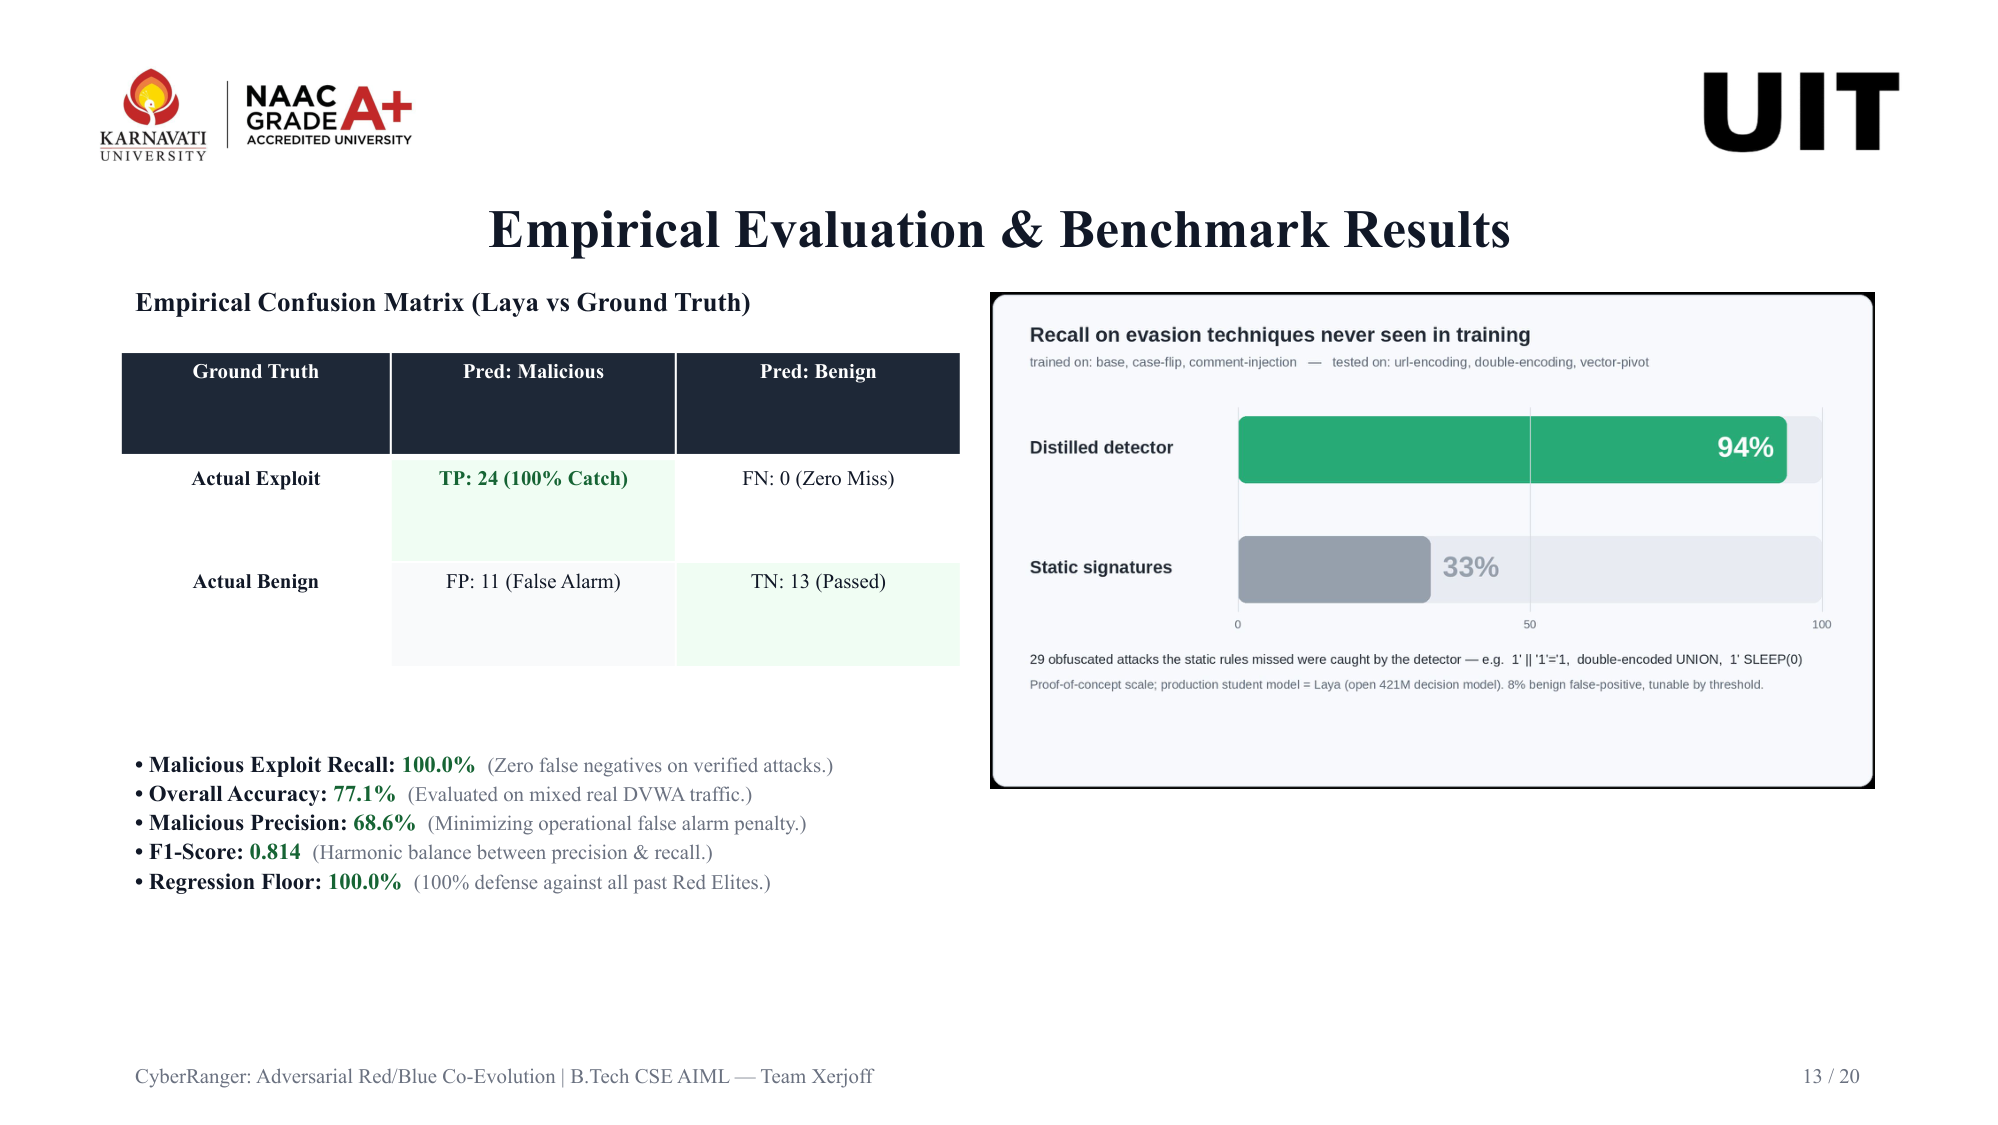 KARNAVATI
UNIVERSITY
NAAC
GRADE A+
ACCREDITED UNIVERSITY
UIT
Empirical Evaluation & Benchmark Results
Empirical Confusion Matrix (Laya vs Ground Truth)
Ground Truth Pred: Malicious Pred: Benign
Actual Exploit TP: 24 (100% Catch) FN: 0 (Zero Miss)
Actual Benign FP: 11 (False Alarm) TN: 13 (Passed)
• Malicious Exploit Recall: 100.0% (Zero false negatives on verified attacks.)
• Overall Accuracy: 77.1% (Evaluated on mixed real DVWA traffic.)
• Malicious Precision: 68.6% (Minimizing operational false alarm penalty.)
• F1-Score: 0.814 (Harmonic balance between precision & recall.)
• Regression Floor: 100.0% (100% defense against all past Red Elites.)
Recall on evasion techniques never seen in training
trained on: base, case-flip, comment-injection — tested on: url-encoding, double-encoding, vector-pivot
Distilled detector 94%
Static signatures 33%
0 50 100
29 obfuscated attacks the static rules missed were caught by the detector — e.g. 1' || '1'='1, double-encoded UNION, 1' SLEEP(0)
Proof-of-concept scale; production student model = Laya (open 421M decision model). 8% benign false-positive, tunable by threshold.
CyberRanger: Adversarial Red/Blue Co-Evolution | B.Tech CSE AIML — Team Xerjoff
13 / 20